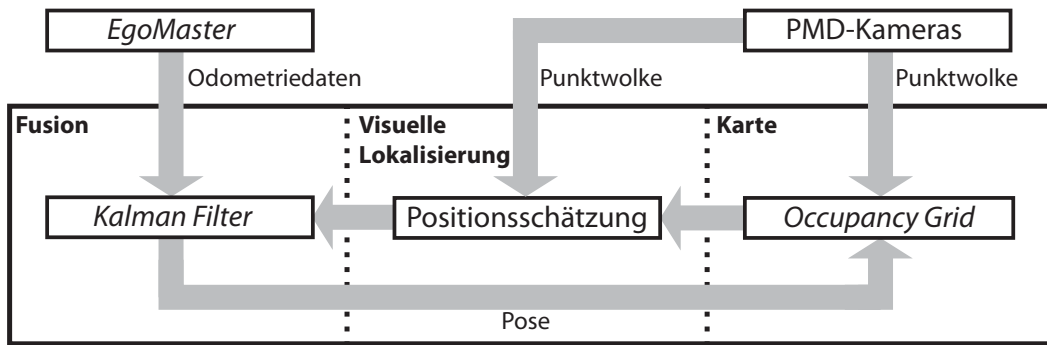 EgoMaster
PMD-Kameras
Odometriedaten
Punktwolke
Punktwolke
Fusion
Visuelle
Lokalisierung
Karte
Kalman Filter
Positionsschätzung
Occupancy Grid
Pose